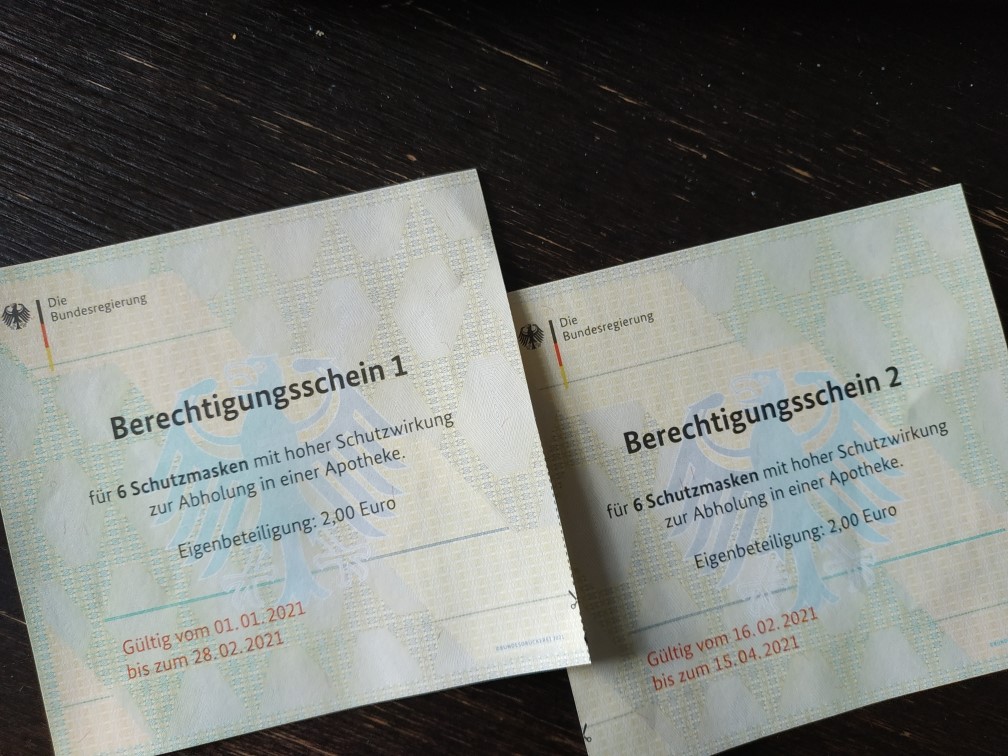 Die
Bundesregierung
Berechtigungsschein 1
für 6 Schutzmasken mit hoher Schutzwirkung
zur Abholung in einer Apotheke.
Eigenbeteiligung: 2,00 Euro
Gültig vom 01.01.2021
bis zum 28.02.2021
Die
Bundesregierung
Berechtigungsschein 2
für 6 Schutzmasken mit hoher Schutzwirkung
zur Abholung in einer Apotheke.
Eigenbeteiligung: 2,00 Euro
Gültig vom 16.02.2021
bis zum 15.04.2021